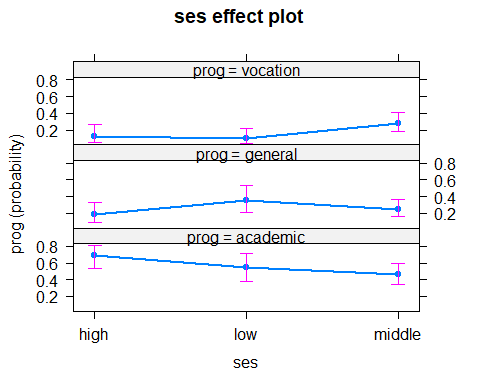 ses effect plot
prog = vocation
0.8
0.6
0.4
0.2
prog = general
0.8
0.6
0.4
0.2
prog = academic
0.8
0.6
0.4
0.2
prog (probability)
high low middle
ses